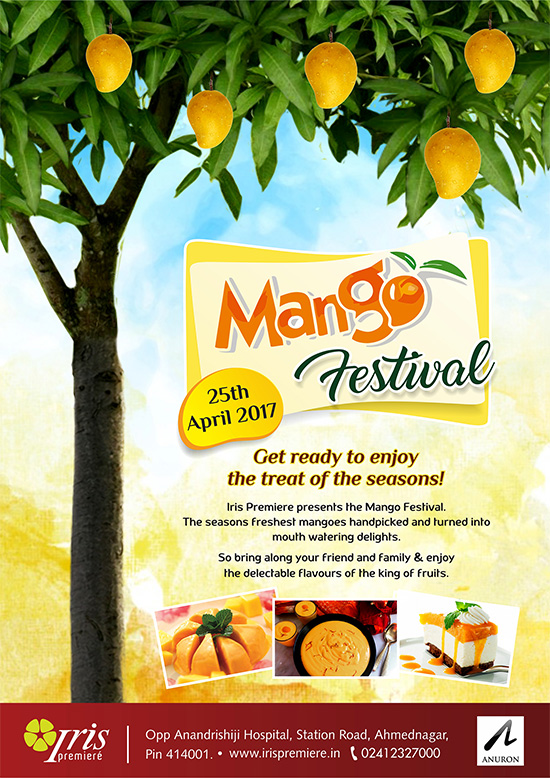 Mango
Festival
25th
April 2017
Get ready to enjoy
the treat of the seasons!
Iris Premiere presents the Mango Festival.
The seasons freshest mangoes handpicked and turned into
mouth watering delights.
So bring along your friend and family & enjoy
the delectable flavours of the king of fruits.
Iris
premieré
Opp Anandrishiji Hospital, Station Road, Ahmednagar,
Pin 414001. • www.irispremiere.in 02412327000
ANURON